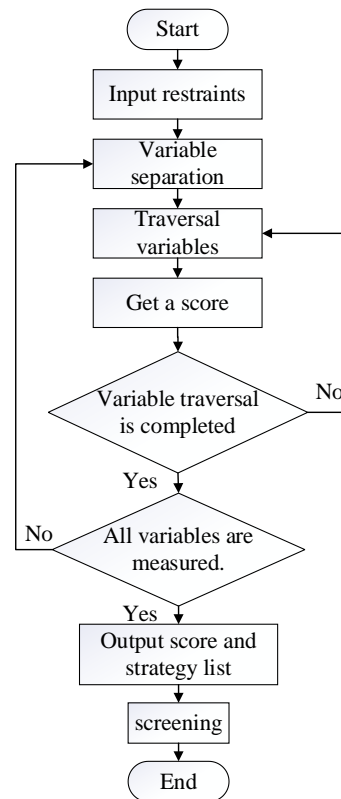 Start
Input restraints
Variable
separation
Traversal
variables
Get a score
Variable traversal
is completed
No
Yes
No
All variables are
measured.
Yes
Output score and
strategy list
screening
End